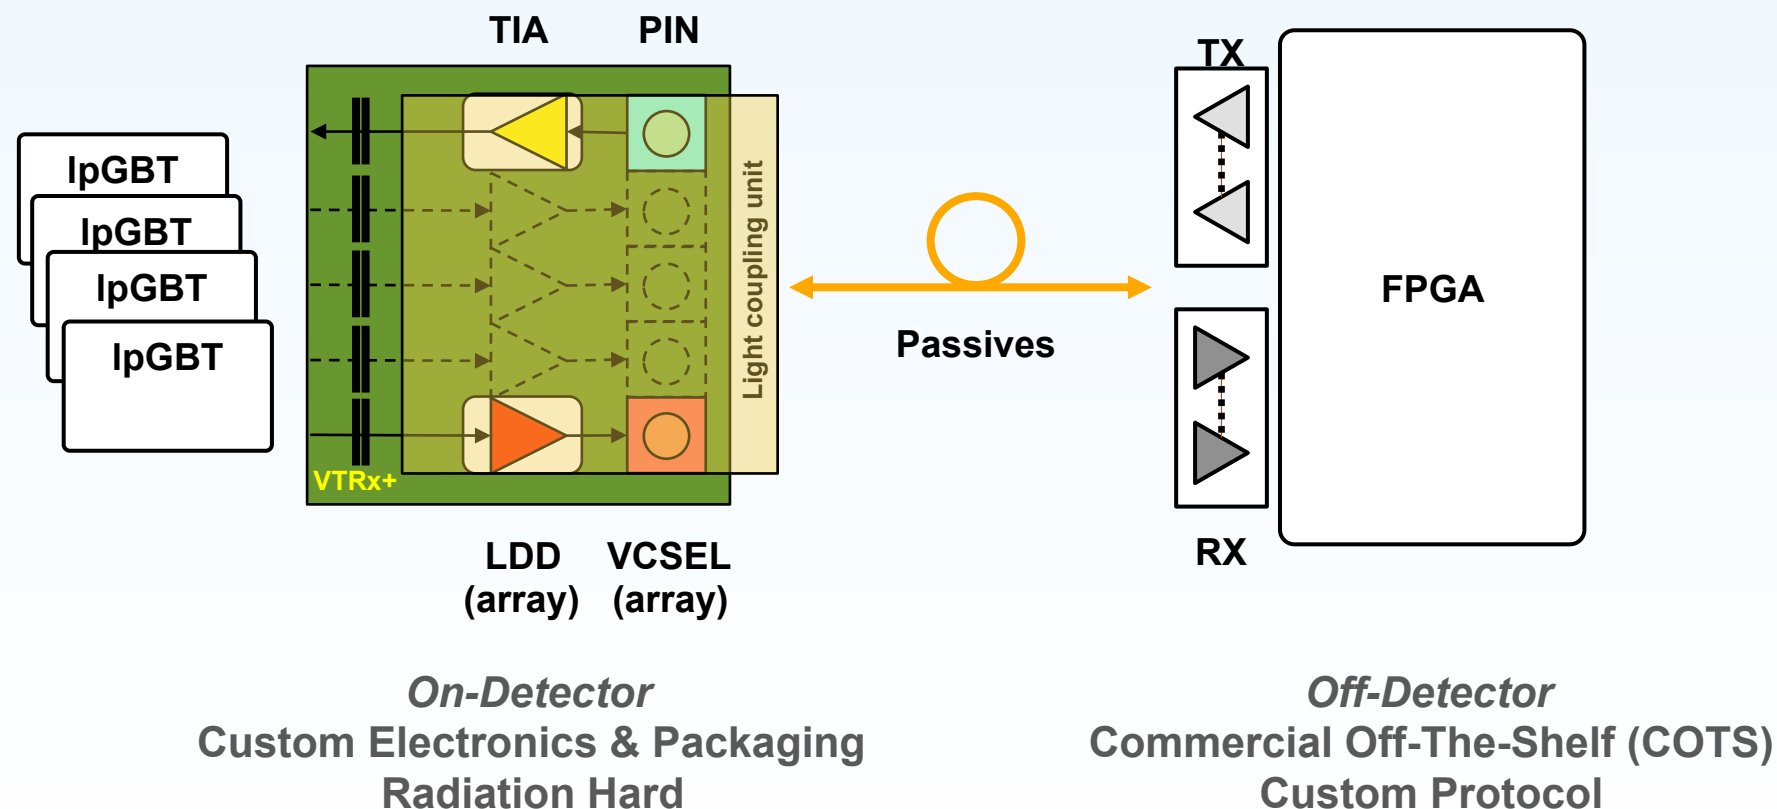 TIA PIN
TX
lpGBT
lpGBT
lpGBT
lpGBT
VTRx+
Light coupling unit
Passives
FPGA
LDD VCSEL
(array) (array)
RX
On-Detector
Custom Electronics & Packaging
Radiation Hard
Off-Detector
Commercial Off-The-Shelf (COTS)
Custom Protocol